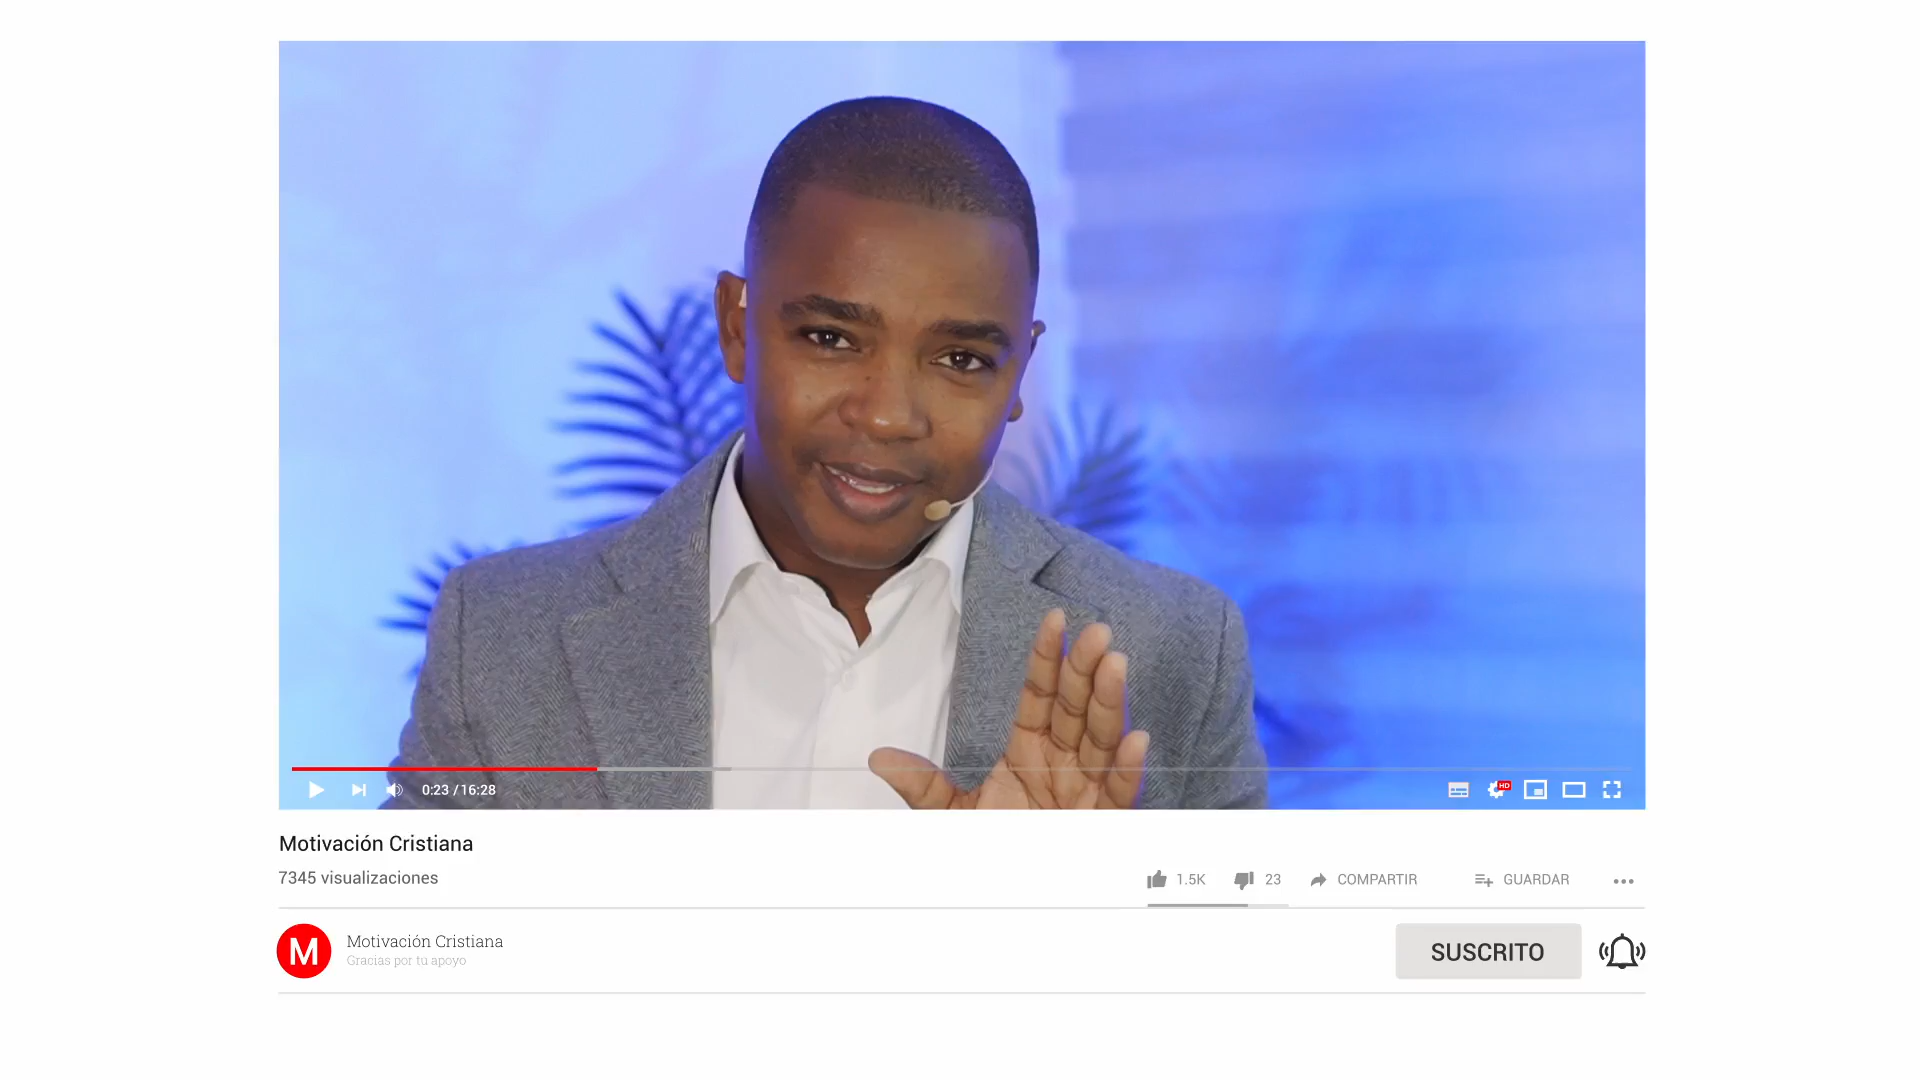 HD
0:23 / 16:28
Motivación Cristiana
7345 visualizaciones
1.5K
23
COMPARTIR
GUARDAR
M
Motivación Cristiana
Gracias por tu apoyo
SUSCRITO